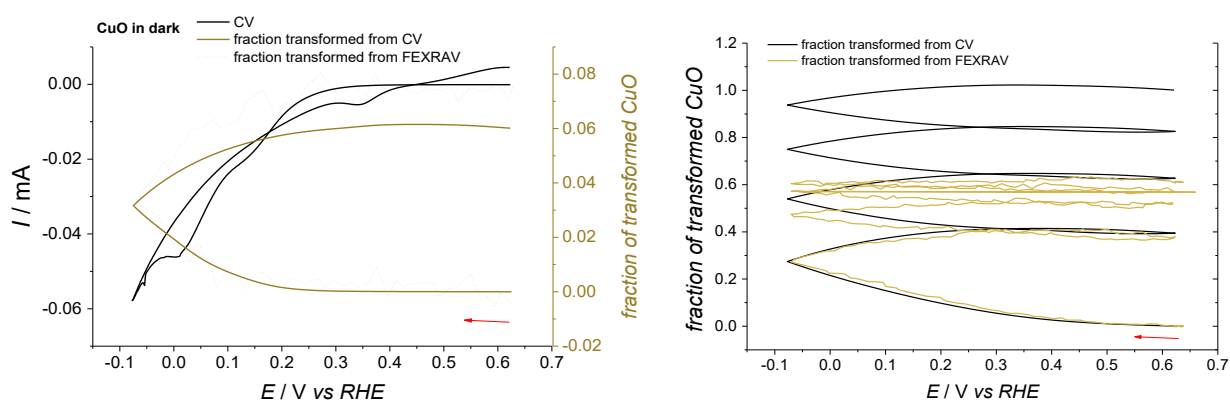 CuO in dark
CV
fraction transformed from CV
fraction transformed from FEXRAV
I / mA
0.00
-0.02
-0.04
-0.06
0.08
0.06
0.04
0.02
0.00
-0.02
fraction of transformed CuO
-0.1 0.0 0.1 0.2 0.3 0.4 0.5 0.6 0.7
E / V vs RHE
fraction transformed from CV
fraction transformed from FEXRAV
fraction of transformed CuO
1.2
1.0
0.8
0.6
0.4
0.2
0.0
-0.1 0.0 0.1 0.2 0.3 0.4 0.5 0.6 0.7
E / V vs RHE